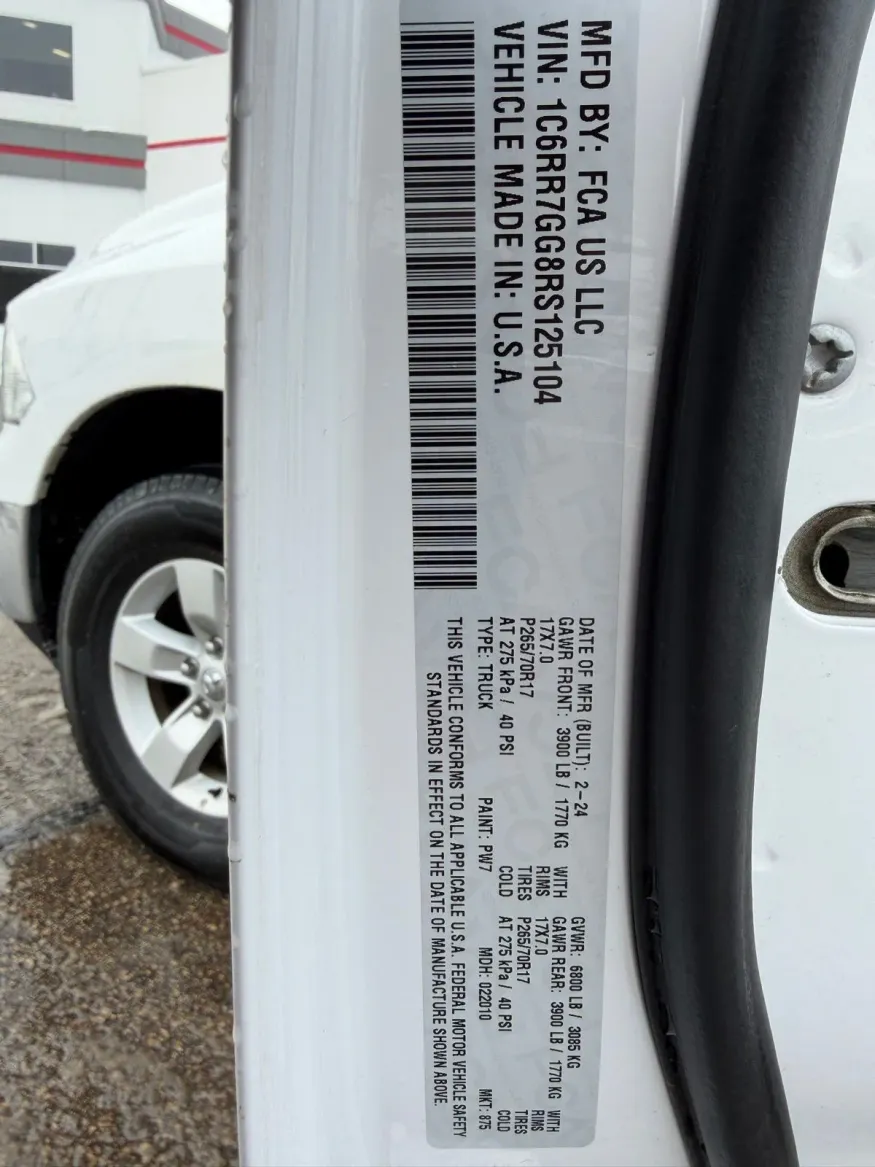 MFD BY: FCA US LLC
VIN: 1C6RR7GG8RS125104
VEHICLE MADE IN: U.S.A.
DATE OF MFR (BUILT): 2-24 GVWR: 6800 LB / 3085 KG
GAWR FRONT: 3900 LB / 1770 KG WITH GAWR REAR: 3900 LB / 1770 KG WITH
17X7.0 RIMS 17X7.0 RIMS
P265/70R17 TIRES P265/70R17 TIRES
AT 275 kPa / 40 PSI COLD AT 275 kPa / 40 PSI COLD
TYPE: TRUCK PAINT: PW7 MDH: 022010 MKT: 875
THIS VEHICLE CONFORMS TO ALL APPLICABLE U.S.A. FEDERAL MOTOR VEHICLE SAFETY
STANDARDS IN EFFECT ON THE DATE OF MANUFACTURE SHOWN ABOVE.